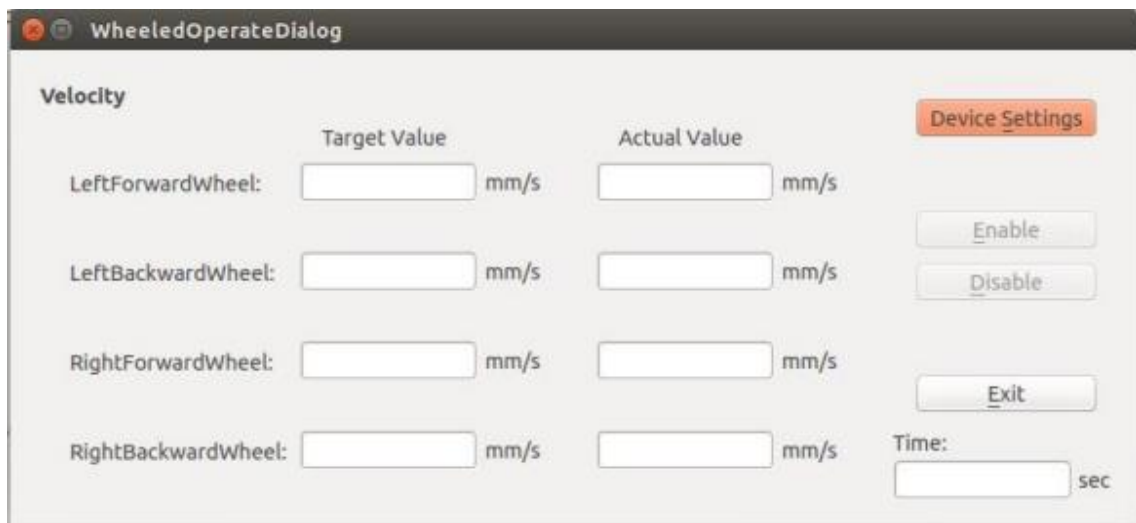 WheeledOperateDialog
Velocity
Device Settings
Target Value Actual Value
LeftForwardWheel: mm/s mm/s
Enable
LeftBackwardWheel: mm/s mm/s
Disable
RightForwardWheel: mm/s mm/s
Exit
Time:
RightBackwardWheel: mm/s mm/s
sec